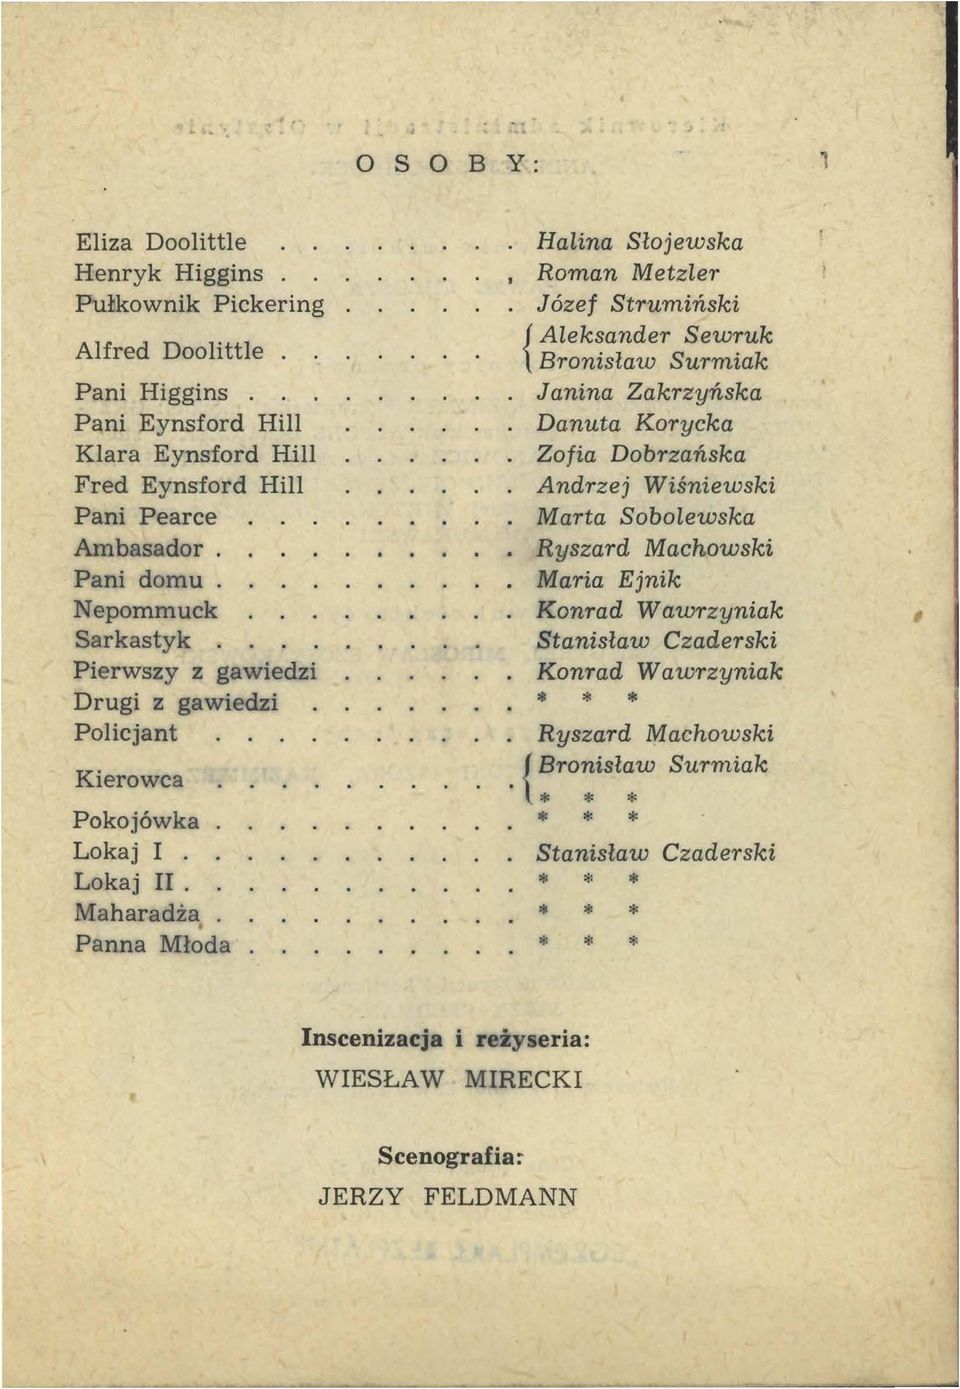 OSOBY:
Eliza Doolittle . . . . . . . . Halina Słojewska
Henryk Higgins . . . . . . . , Roman Metzler
Pułkownik Pickering . . . . . . Józef Strumiński
Alfred Doolittle . . . . . . . { Aleksander Sewruk
Bronisław Surmiak
Pani Higgins . . . . . . . . . Janina Zakrzyńska
Pani Eynsford Hill . . . . . . Danuta Korycka
Klara Eynsford Hill . . . . . . Zofia Dobrzańska
Fred Eynsford Hill . . . . . . Andrzej Wiśniewski
Pani Pearce . . . . . . . . . Marta Sobolewska
Ambasador . . . . . . . . . . Ryszard Machowski
Pani domu . . . . . . . . . . Maria Ejnik
Nepommuck . . . . . . . . . Konrad Wawrzyniak
Sarkastyk . . . . . . . . . Stanisław Czaderski
Pierwszy z gawiedzi . . . . . . Konrad Wawrzyniak
Drugi z gawiedzi . . . . . . . * * *
Policjant . . . . . . . . . . Ryszard Machowski
Kierowca . . . . . . . . . . { Bronisław Surmiak
* * *
Pokojówka . . . . . . . . . . * * *
Lokaj I . . . . . . . . . . . Stanisław Czaderski
Lokaj II . . . . . . . . . . . * * *
Maharadża . . . . . . . . . . * * *
Panna Młoda . . . . . . . . . * * *
Inscenizacja i reżyseria:
WIESŁAW MIRECKI
Scenografia:
JERZY FELDMANN